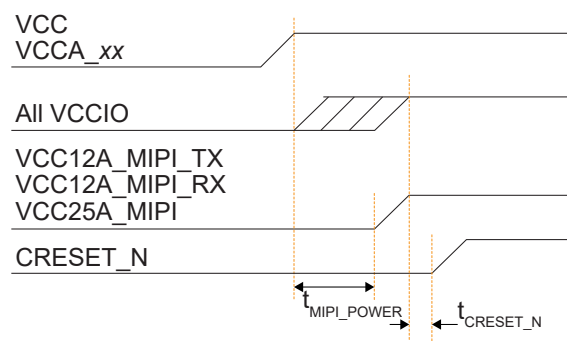 VCC
VCCA_xx
All VCCIO
VCC12A_MIPI_TX
VCC12A_MIPI_RX
VCC25A_MIPI
CRESET_N
tMIPI_POWER
tCRESET_N